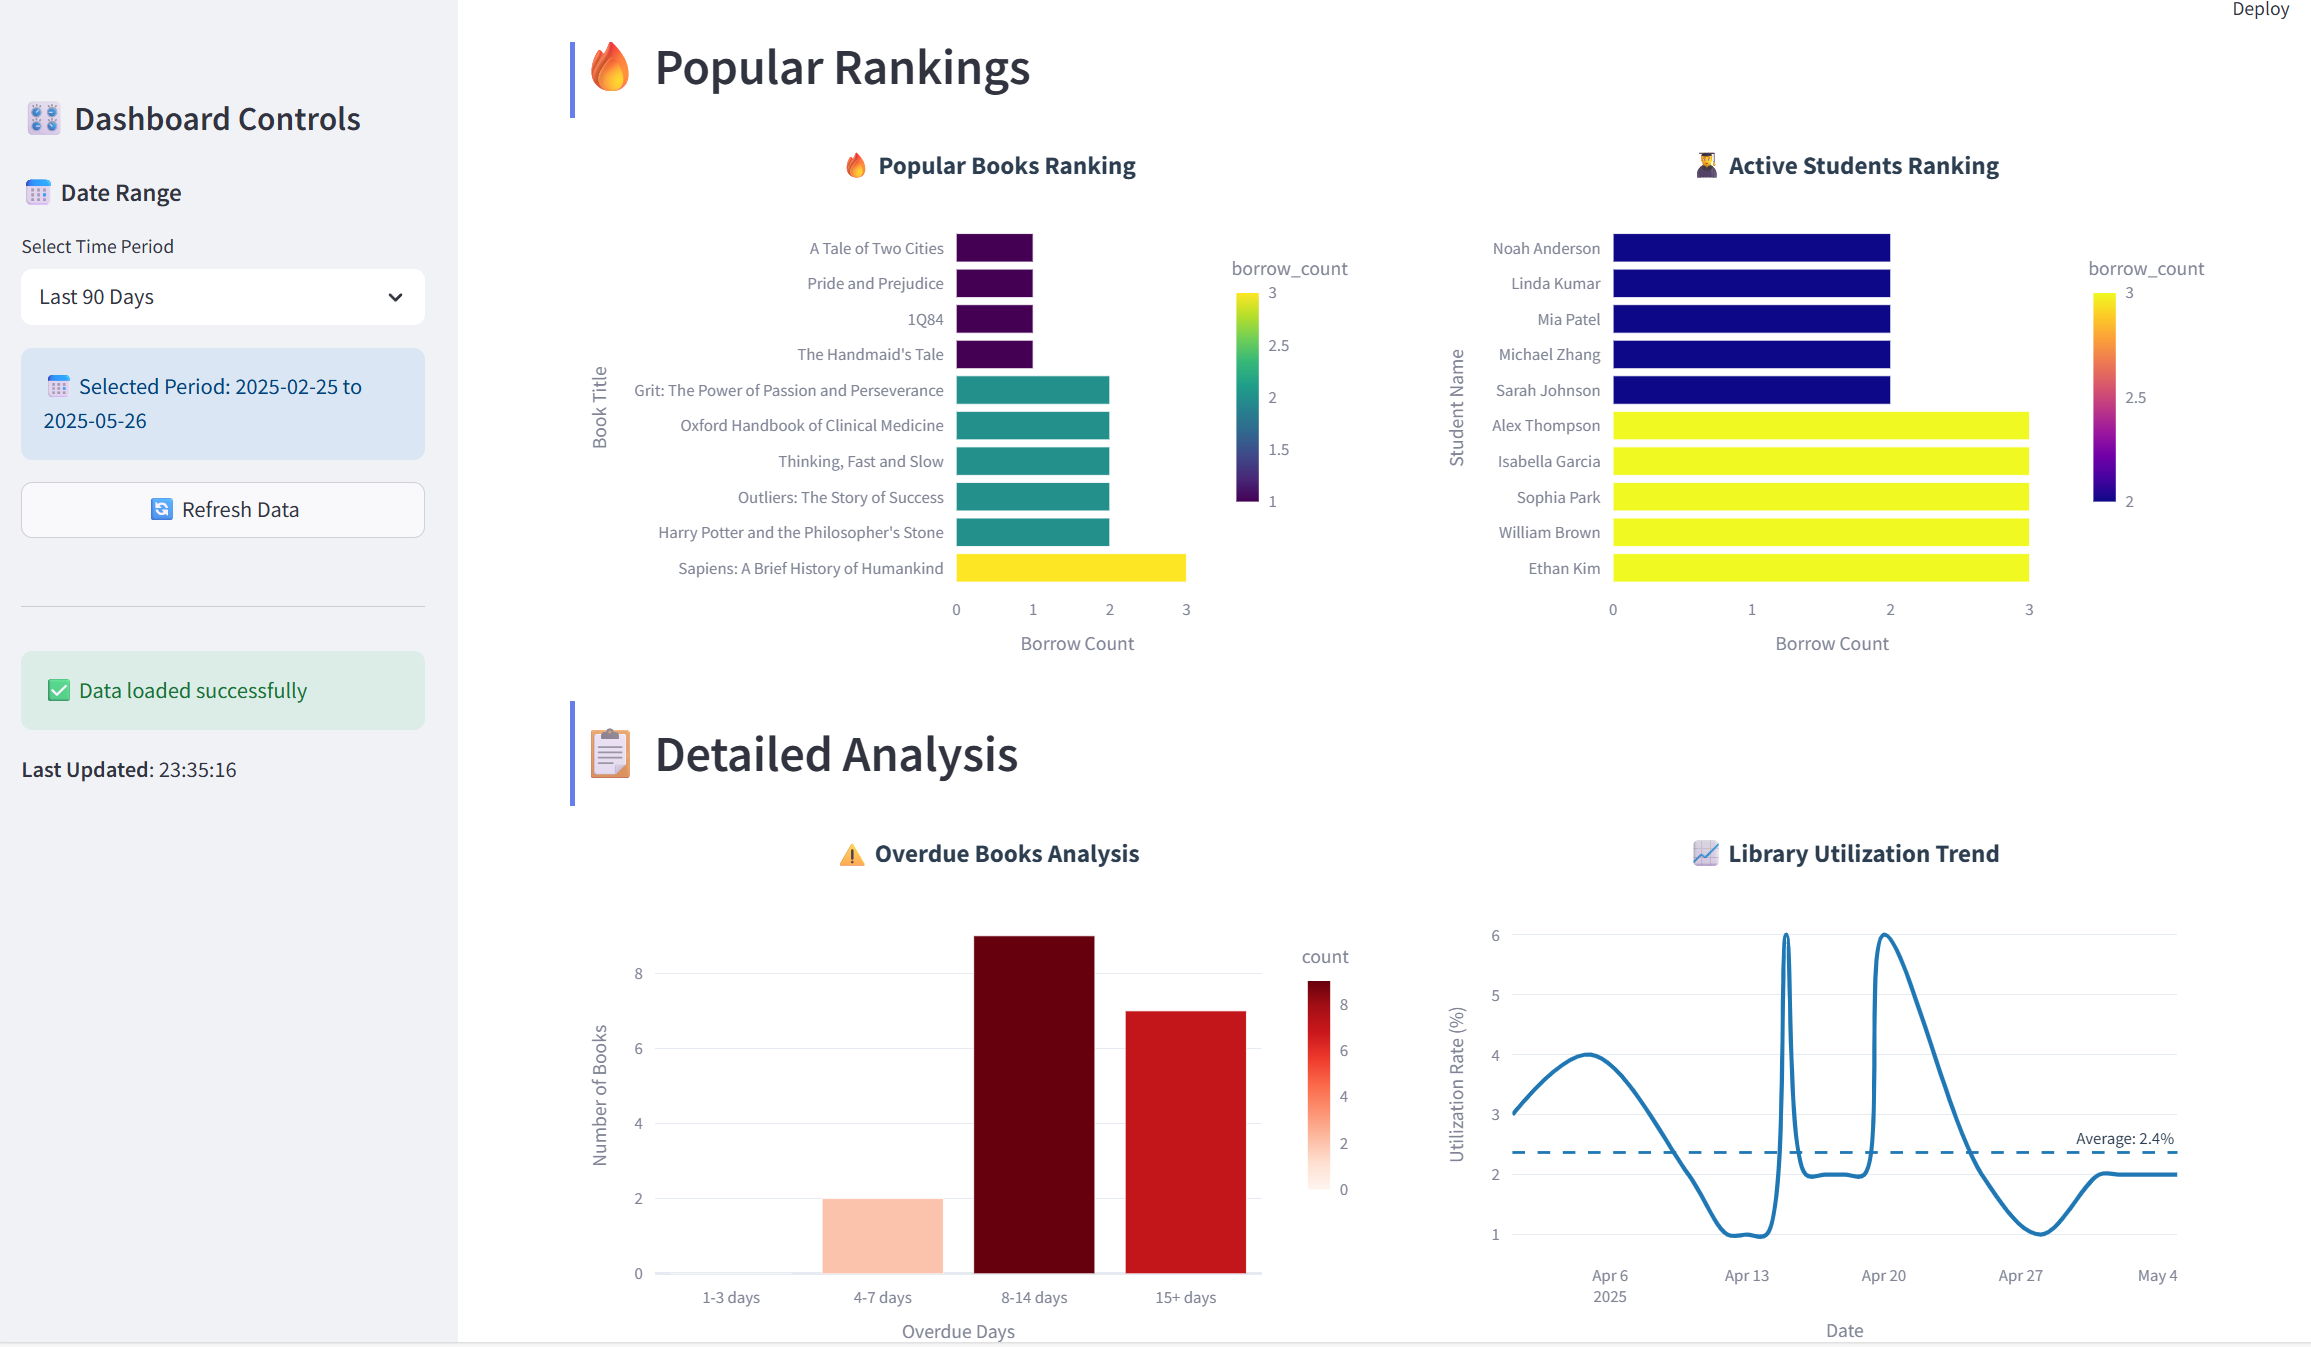 Deploy
Dashboard Controls
Date Range
Select Time Period
Last 90 Days
Selected Period: 2025-02-25 to
2025-05-26
Refresh Data
Data loaded successfully
Last Updated: 23:35:16
Popular Rankings
Popular Books Ranking
Book Title
A Tale of Two Cities
Pride and Prejudice
1Q84
The Handmaid's Tale
Grit: The Power of Passion and Perseverance
Oxford Handbook of Clinical Medicine
Thinking, Fast and Slow
Outliers: The Story of Success
Harry Potter and the Philosopher's Stone
Sapiens: A Brief History of Humankind
0 1 2 3
Borrow Count
borrow_count
3
2.5
2
1.5
1
Active Students Ranking
Student Name
Noah Anderson
Linda Kumar
Mia Patel
Michael Zhang
Sarah Johnson
Alex Thompson
Isabella Garcia
Sophia Park
William Brown
Ethan Kim
0 1 2 3
Borrow Count
borrow_count
3
2.5
2
Detailed Analysis
Overdue Books Analysis
Number of Books
8
6
4
2
0
1-3 days 4-7 days 8-14 days 15+ days
Overdue Days
count
8
6
4
2
0
Library Utilization Trend
Utilization Rate (%)
6
5
4
3
2
1
Average: 2.4%
Apr 6 Apr 13 Apr 20 Apr 27 May 4
2025
Date